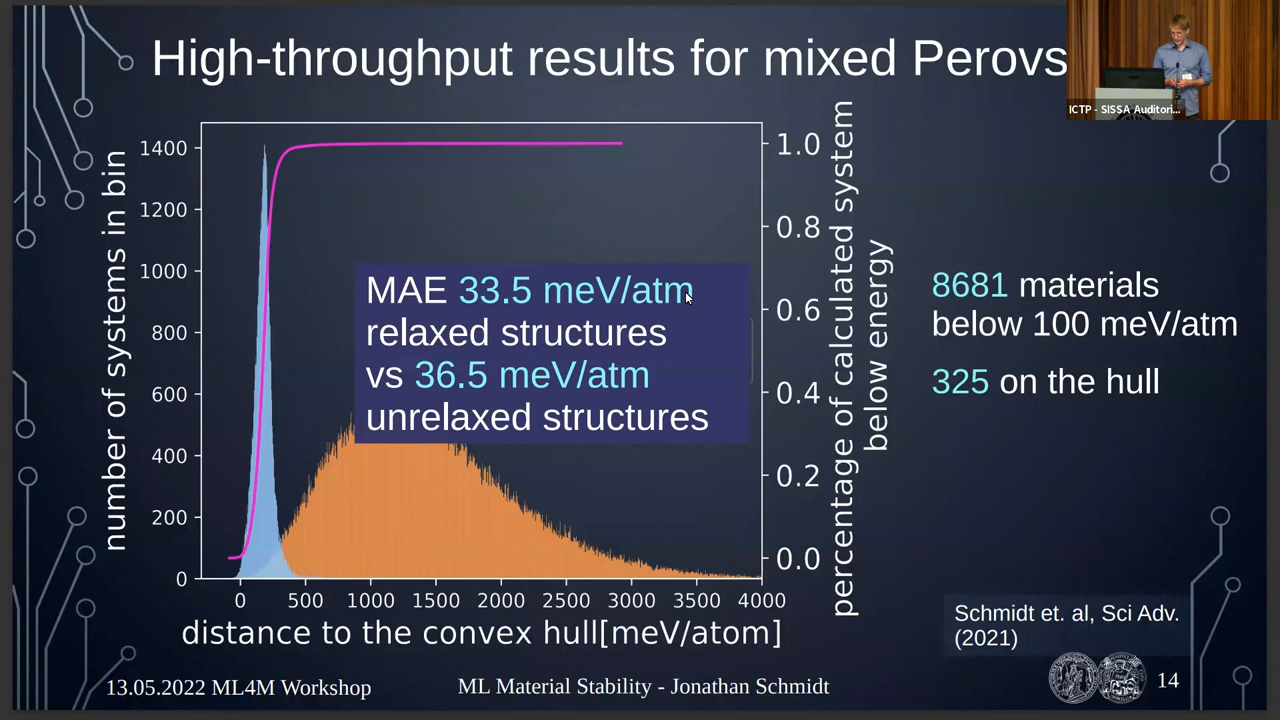 High-throughput results for mixed Perovs
ICTP - SISSA Auditori...
number of systems in bin
1400
1200
1000
800
600
400
200
0
0 500 1000 1500 2000 2500 3000 3500 4000
distance to the convex hull[meV/atom]
1.0
0.8
0.6
0.4
0.2
0.0
percentage of calculated system
below energy
MAE 33.5 meV/atm
relaxed structures
vs 36.5 meV/atm
unrelaxed structures
8681 materials
below 100 meV/atm
325 on the hull
Schmidt et. al, Sci Adv.
(2021)
13.05.2022 ML4M Workshop
ML Material Stability - Jonathan Schmidt
14